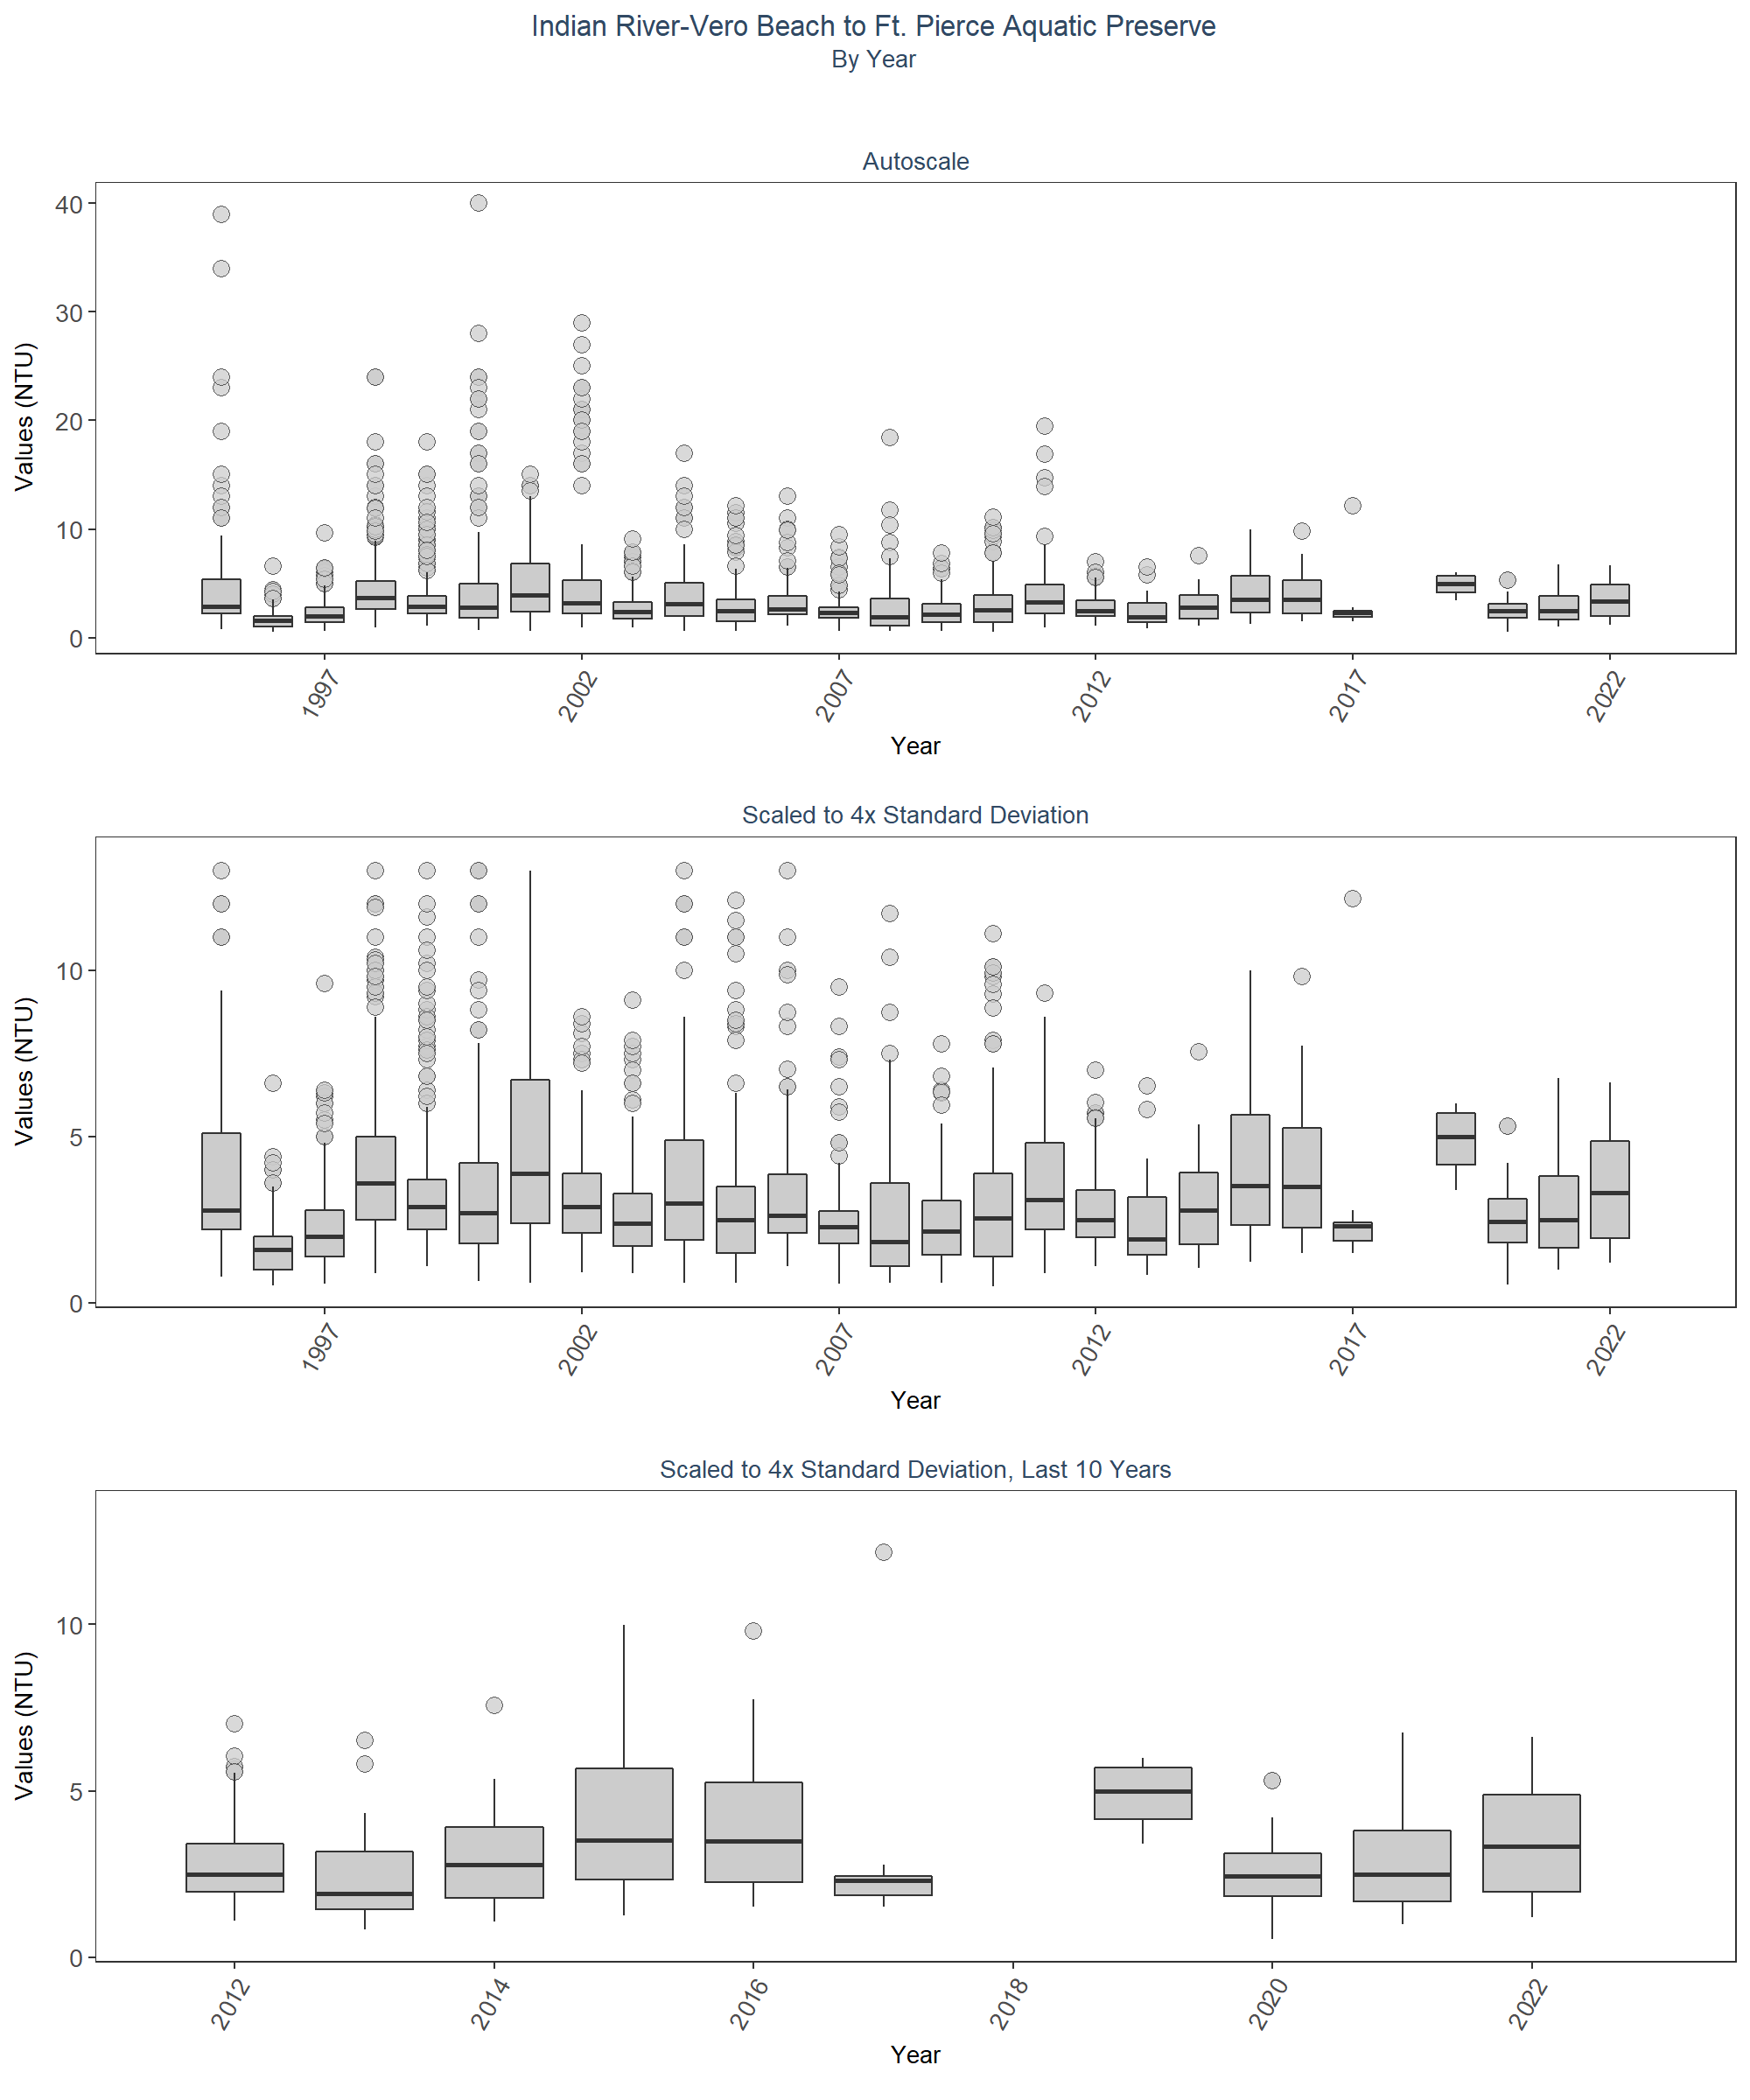 Indian River-Vero Beach to Ft. Pierce Aquatic Preserve
By Year
Autoscale
Values (NTU)
40
30
20
10
0
1997
2002
2007
2012
2017
2022
Year
Scaled to 4x Standard Deviation
Values (NTU)
10
5
0
1997
2002
2007
2012
2017
2022
Year
Scaled to 4x Standard Deviation, Last 10 Years
Values (NTU)
10
5
0
2012
2014
2016
2018
2020
2022
Year